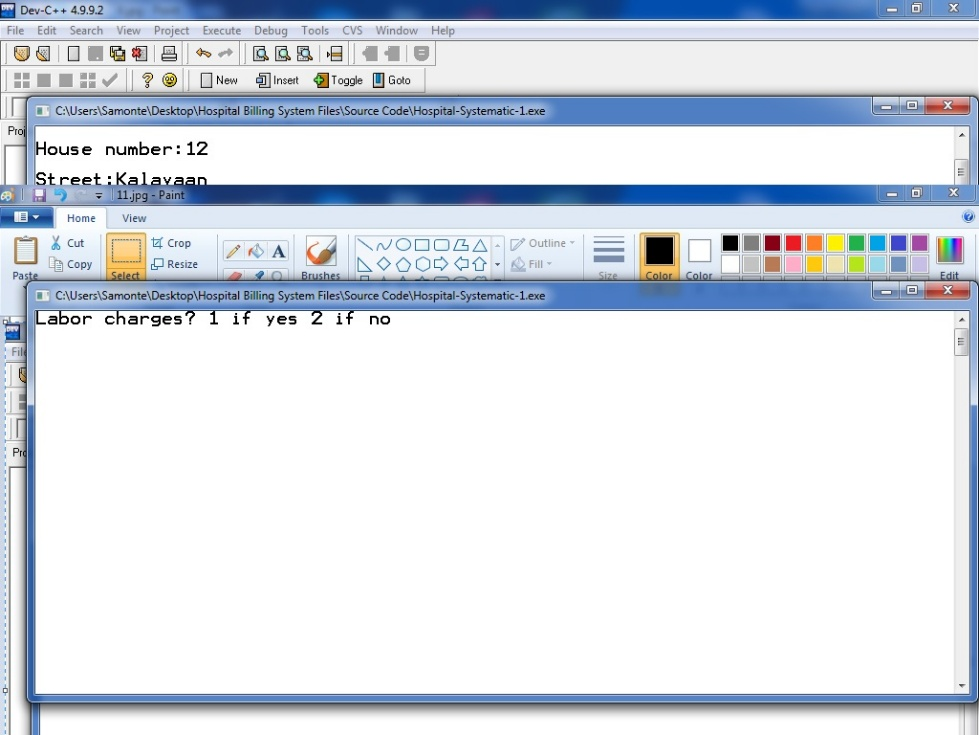 Dev-C++ 4.9.9.2
File Edit Search View Project Execute Debug Tools CVS Window Help
New Insert Toggle Goto
C:\Users\Samonte\Desktop\Hospital Billing System Files\Source Code\Hospital-Systematic-1.exe
House number:12
Street:Kalayaan
11.jpg - Paint
Home View
Cut
Copy
Paste
Crop
Resize
Select
A
Brushes
Outline
Fill
Size
Color
Color
Edit
C:\Users\Samonte\Desktop\Hospital Billing System Files\Source Code\Hospital-Systematic-1.exe
Labor charges? 1 if yes 2 if no